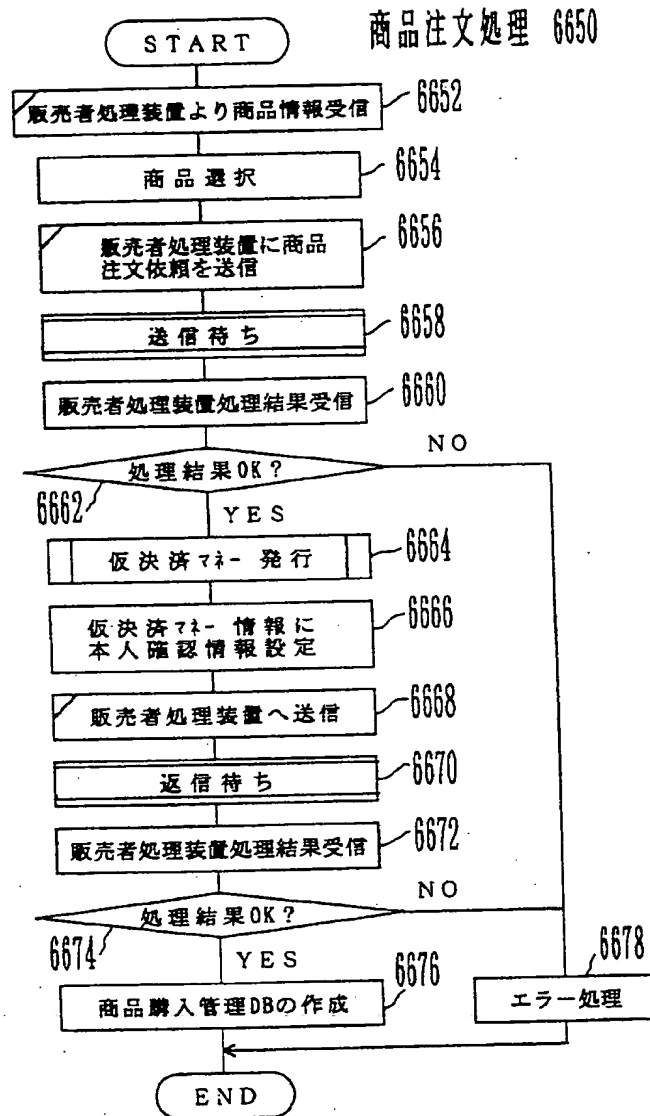 商品注文処理 6650
START
販売者処理装置より商品情報受信
6652
商品選択
6654
販売者処理装置に商品
注文依頼を送信
6656
送信待ち
6658
販売者処理装置処理結果受信
6660
処理結果OK?
NO
6662
YES
仮決済マネー 発行
6664
仮決済マネー 情報に
本人確認情報設定
6666
販売者処理装置へ送信
6668
返信待ち
6670
販売者処理装置処理結果受信
6672
処理結果OK?
NO
6674
YES
商品購入管理DBの作成
6676
エラー処理
6678
END